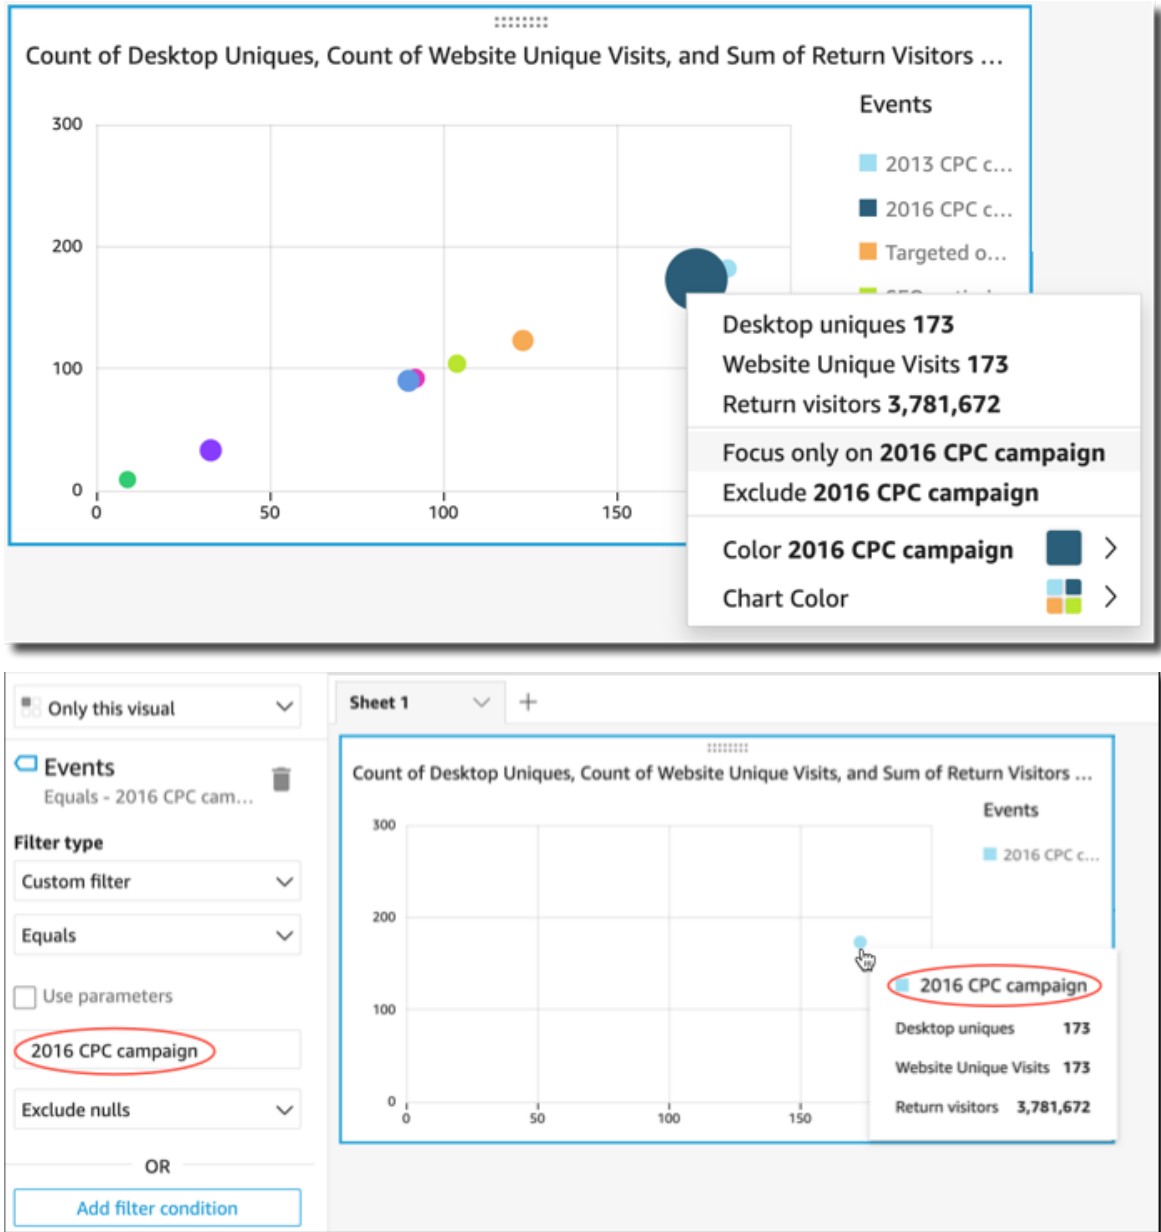 Count of Desktop Uniques, Count of Website Unique Visits, and Sum of Return Visitors ...
Events
300
200
100
0
0
50
100
150
2013 CPC c...
2016 CPC c...
Targeted o...
Desktop uniques 173
Website Unique Visits 173
Return visitors 3,781,672
Focus only on 2016 CPC campaign
Exclude 2016 CPC campaign
Color 2016 CPC campaign
Chart Color
Only this visual
Events
Equals - 2016 CPC cam...
Filter type
Custom filter
Equals
Use parameters
2016 CPC campaign
Exclude nulls
OR
Add filter condition
Sheet 1
Count of Desktop Uniques, Count of Website Unique Visits, and Sum of Return Visitors ...
Events
2016 CPC c...
300
200
100
0
0
50
100
150
2016 CPC campaign
Desktop uniques 173
Website Unique Visits 173
Return visitors 3,781,672